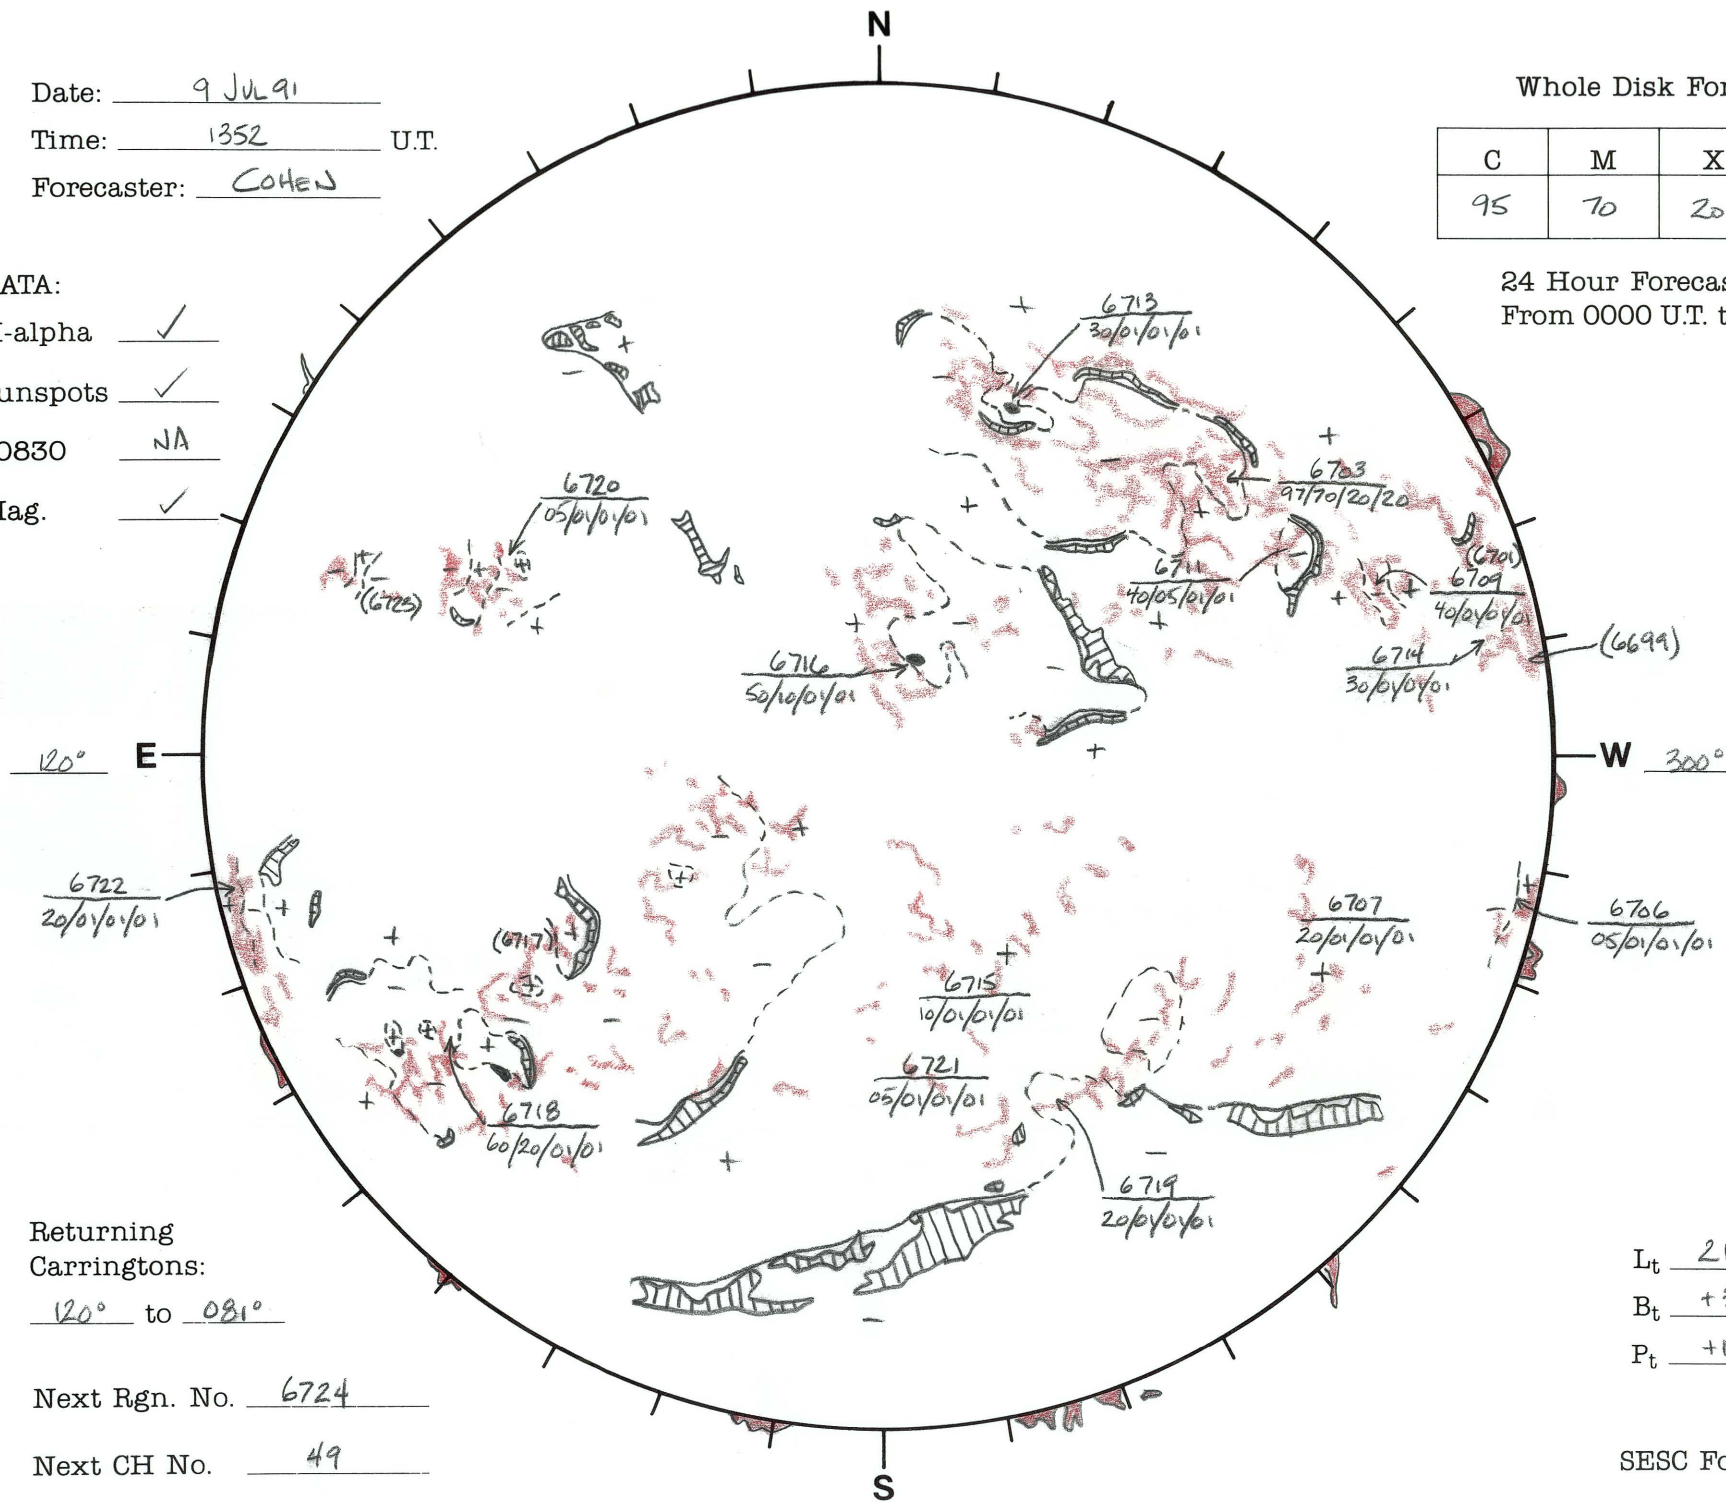 N
Date: 9 JUL 91
Time: 1352 U.T.
Forecaster: COHEN
Whole Disk For
C M X
95 70 20
24 Hour Forecas
From 0000 U.T. t
ATA:
I-alpha ✓
unspots ✓
0830 NA
Mag. ✓
6713
30/01/01/01
6703
97/70/20/20
6720
05/01/01/01
(6723)
(6701)
6711
40/05/01/01
6709
40/01/01/01
6716
50/10/01/01
6714
30/01/01/01
(6699)
120° E
W 300°
6722
20/01/01/01
(6717)
6707
20/01/01/01
6706
05/01/01/01
6715
10/01/01/01
6721
05/01/01/01
6718
60/20/01/01
6719
20/01/01/01
Returning
Carringtons:
120° to 081°
Next Rgn. No. 6724
Next CH No. 49
Lt
Bt
Pt
SESC Fo
S